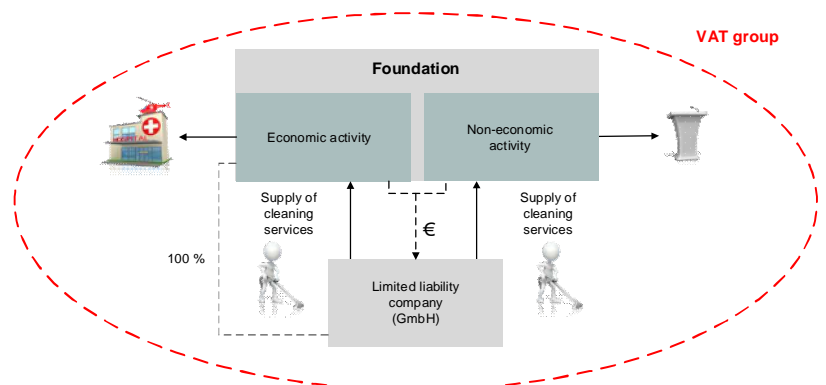 VAT group
Foundation
HOSPITAL
Economic activity
Non-economic
activity
Supply of
cleaning
services
Supply of
cleaning
services
€
100 %
Limited liability
company
(GmbH)